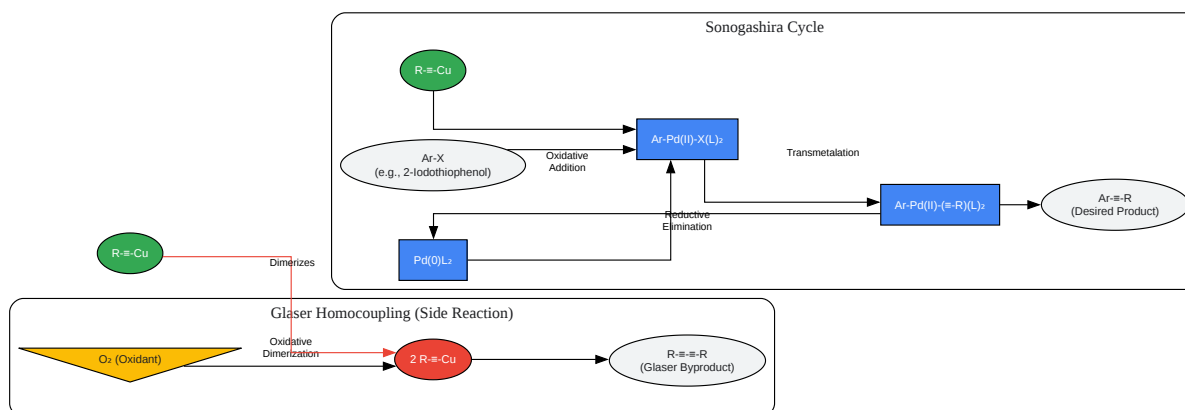 Sonogashira Cycle
R-≡-Cu
Ar-X
(e.g., 2-Iodothiophenol)
Oxidative
Addition
Ar-Pd(II)-X(L)₂
Transmetalation
Ar-Pd(II)-(≡-R)(L)₂
Ar-≡-R
(Desired Product)
Reductive
Elimination
Pd(0)L₂
R-≡-Cu
Dimerizes
Glaser Homocoupling (Side Reaction)
O₂ (Oxidant)
Oxidative
Dimerization
2 R-≡-Cu
R-≡-≡-R
(Glaser Byproduct)